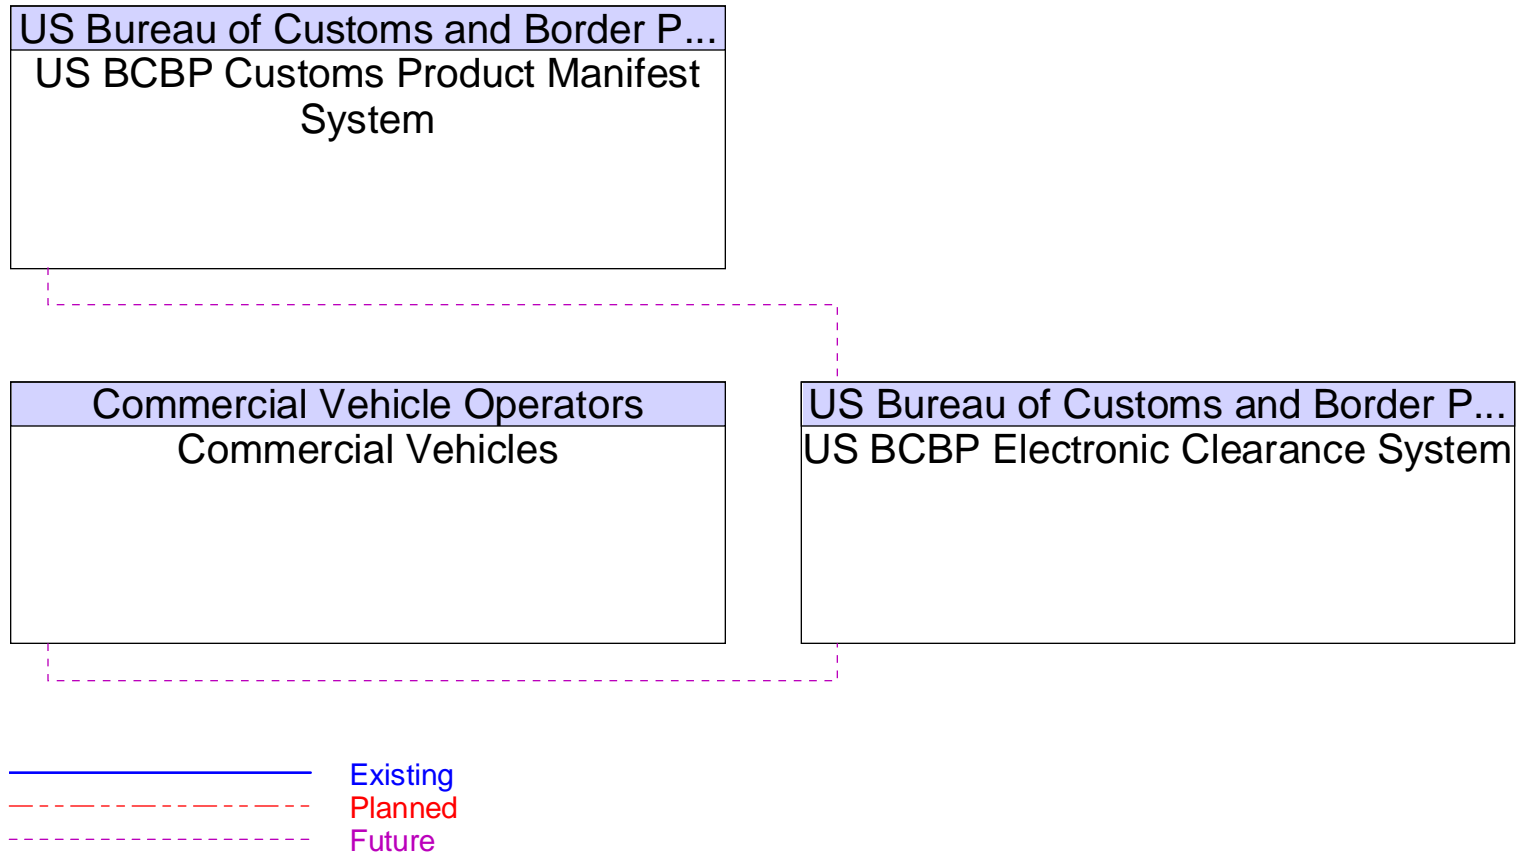 US Bureau of Customs and Border P...
US BCBP Customs Product Manifest
System
Commercial Vehicle Operators
Commercial Vehicles
US Bureau of Customs and Border P...
US BCBP Electronic Clearance System
Existing
Planned
Future